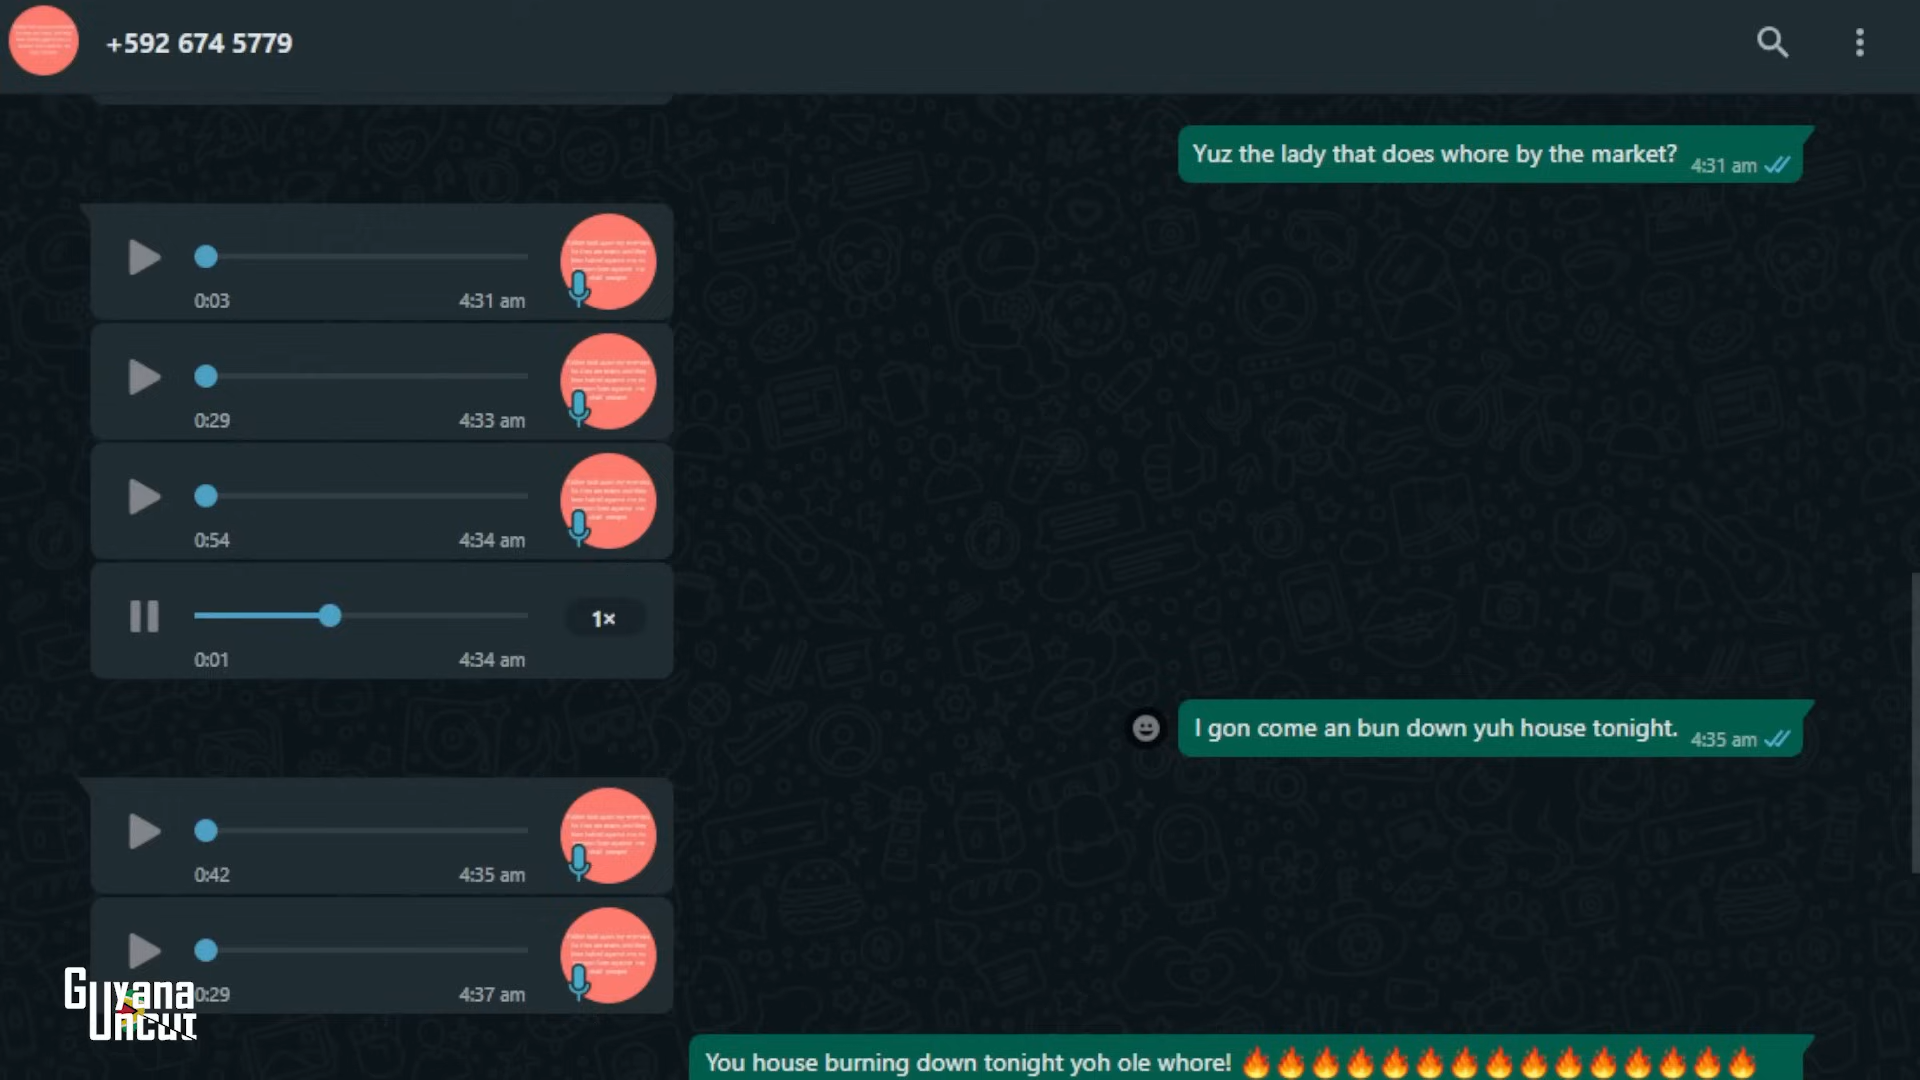 +592 674 5779
Yuz the lady that does whore by the market? 4:31 am
0:03 4:31 am
0:29 4:33 am
0:54 4:34 am
1×
0:01 4:34 am
I gon come an bun down yuh house tonight. 4:35 am
0:42 4:35 am
0:29 4:37 am
Guyana
Uncut
You house burning down tonight yoh ole whore! 🔥🔥🔥🔥🔥🔥🔥🔥🔥🔥🔥🔥🔥🔥🔥